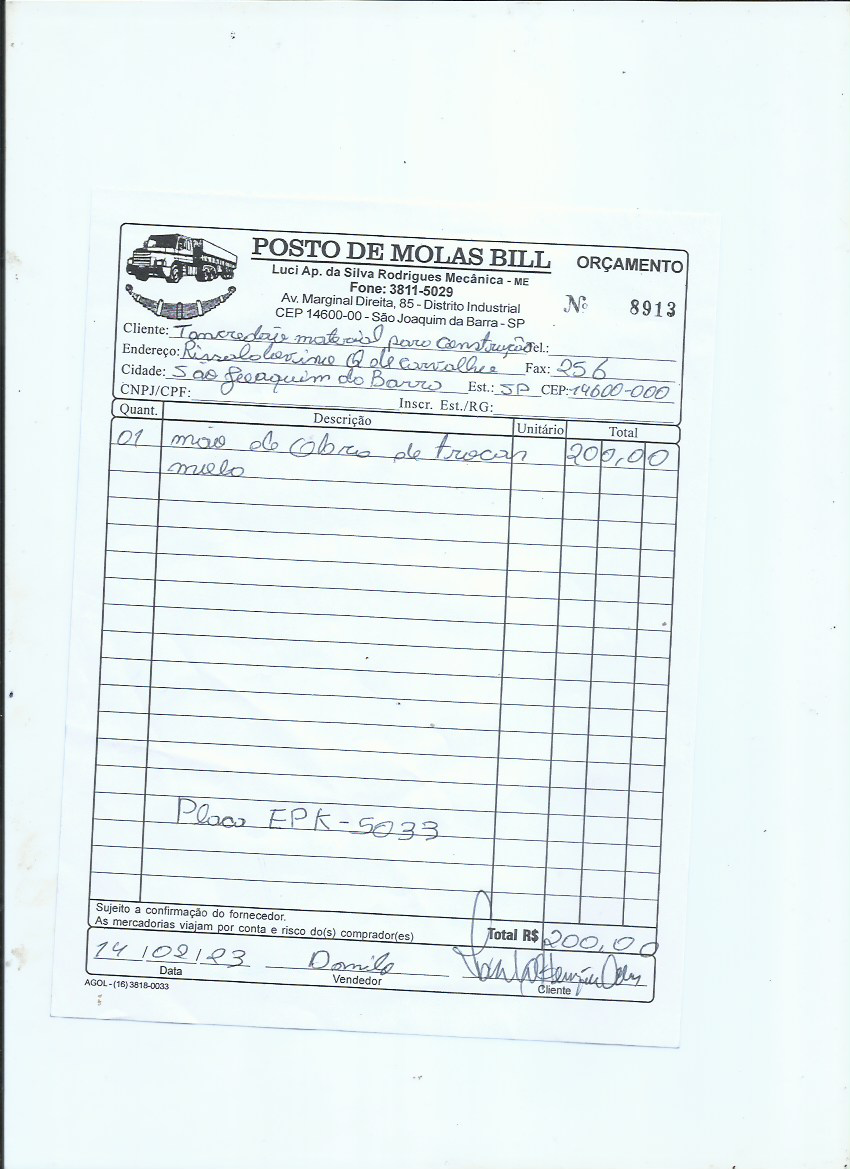 POSTO DE MOLAS BILL
ORÇAMENTO
Luci Ap. da Silva Rodrigues Mecânica - ME
Fone: 3811-5029
Nº 8913
Av. Marginal Direita, 85 - Distrito Industrial
CEP 14600-00 - São Joaquim da Barra - SP
Cliente: material para Construção Tel.:
Endereço: de Carvalho Fax: 256
Cidade: São Joaquim da Barra Est.: SP CEP: 14600-000
CNPJ/CPF: Inscr. Est./RG:
Quant. Descrição Unitário Total
01 mão de Obra de trocar 200,00
Placa EPK-5033
Sujeito a confirmação do fornecedor.
As mercadorias viajam por conta e risco do(s) comprador(es)
Total R$ 200,00
14/02/23 Danilo
Data Vendedor Cliente
AGOL - (16) 3818-0033